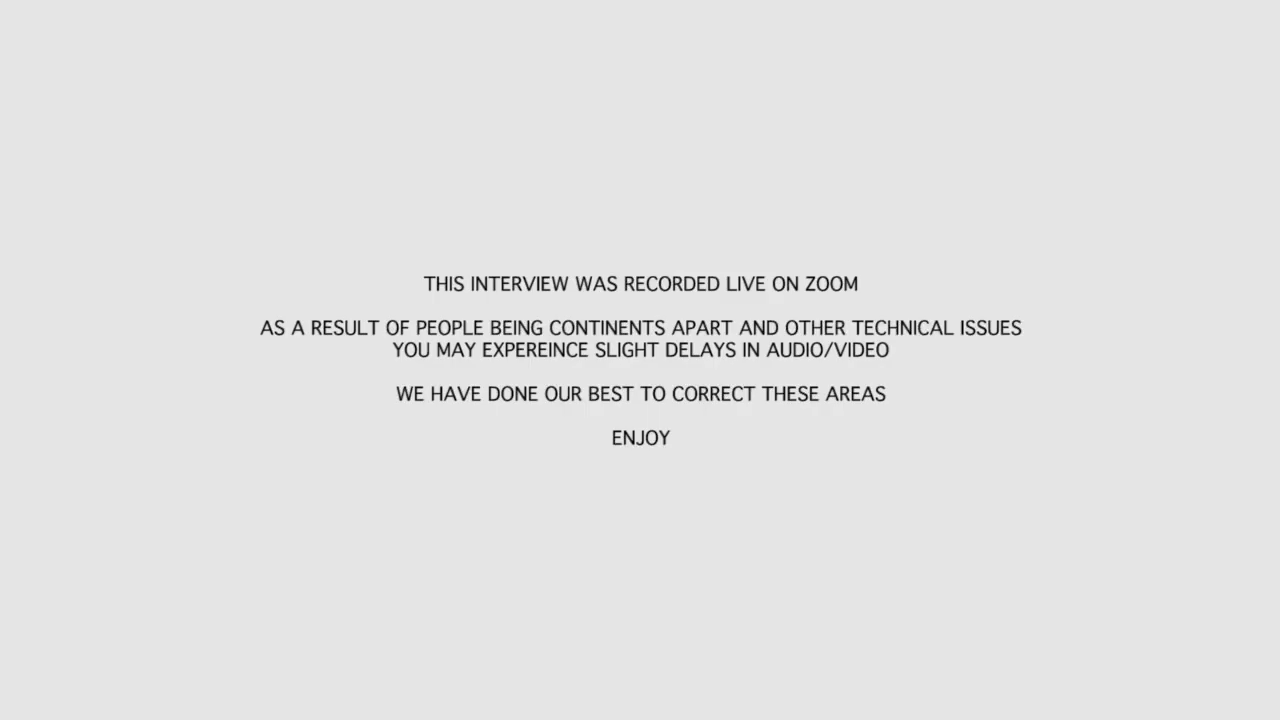 THIS INTERVIEW WAS RECORDED LIVE ON ZOOM
AS A RESULT OF PEOPLE BEING CONTINENTS APART AND OTHER TECHNICAL ISSUES
YOU MAY EXPEREINCE SLIGHT DELAYS IN AUDIO/VIDEO
WE HAVE DONE OUR BEST TO CORRECT THESE AREAS
ENJOY